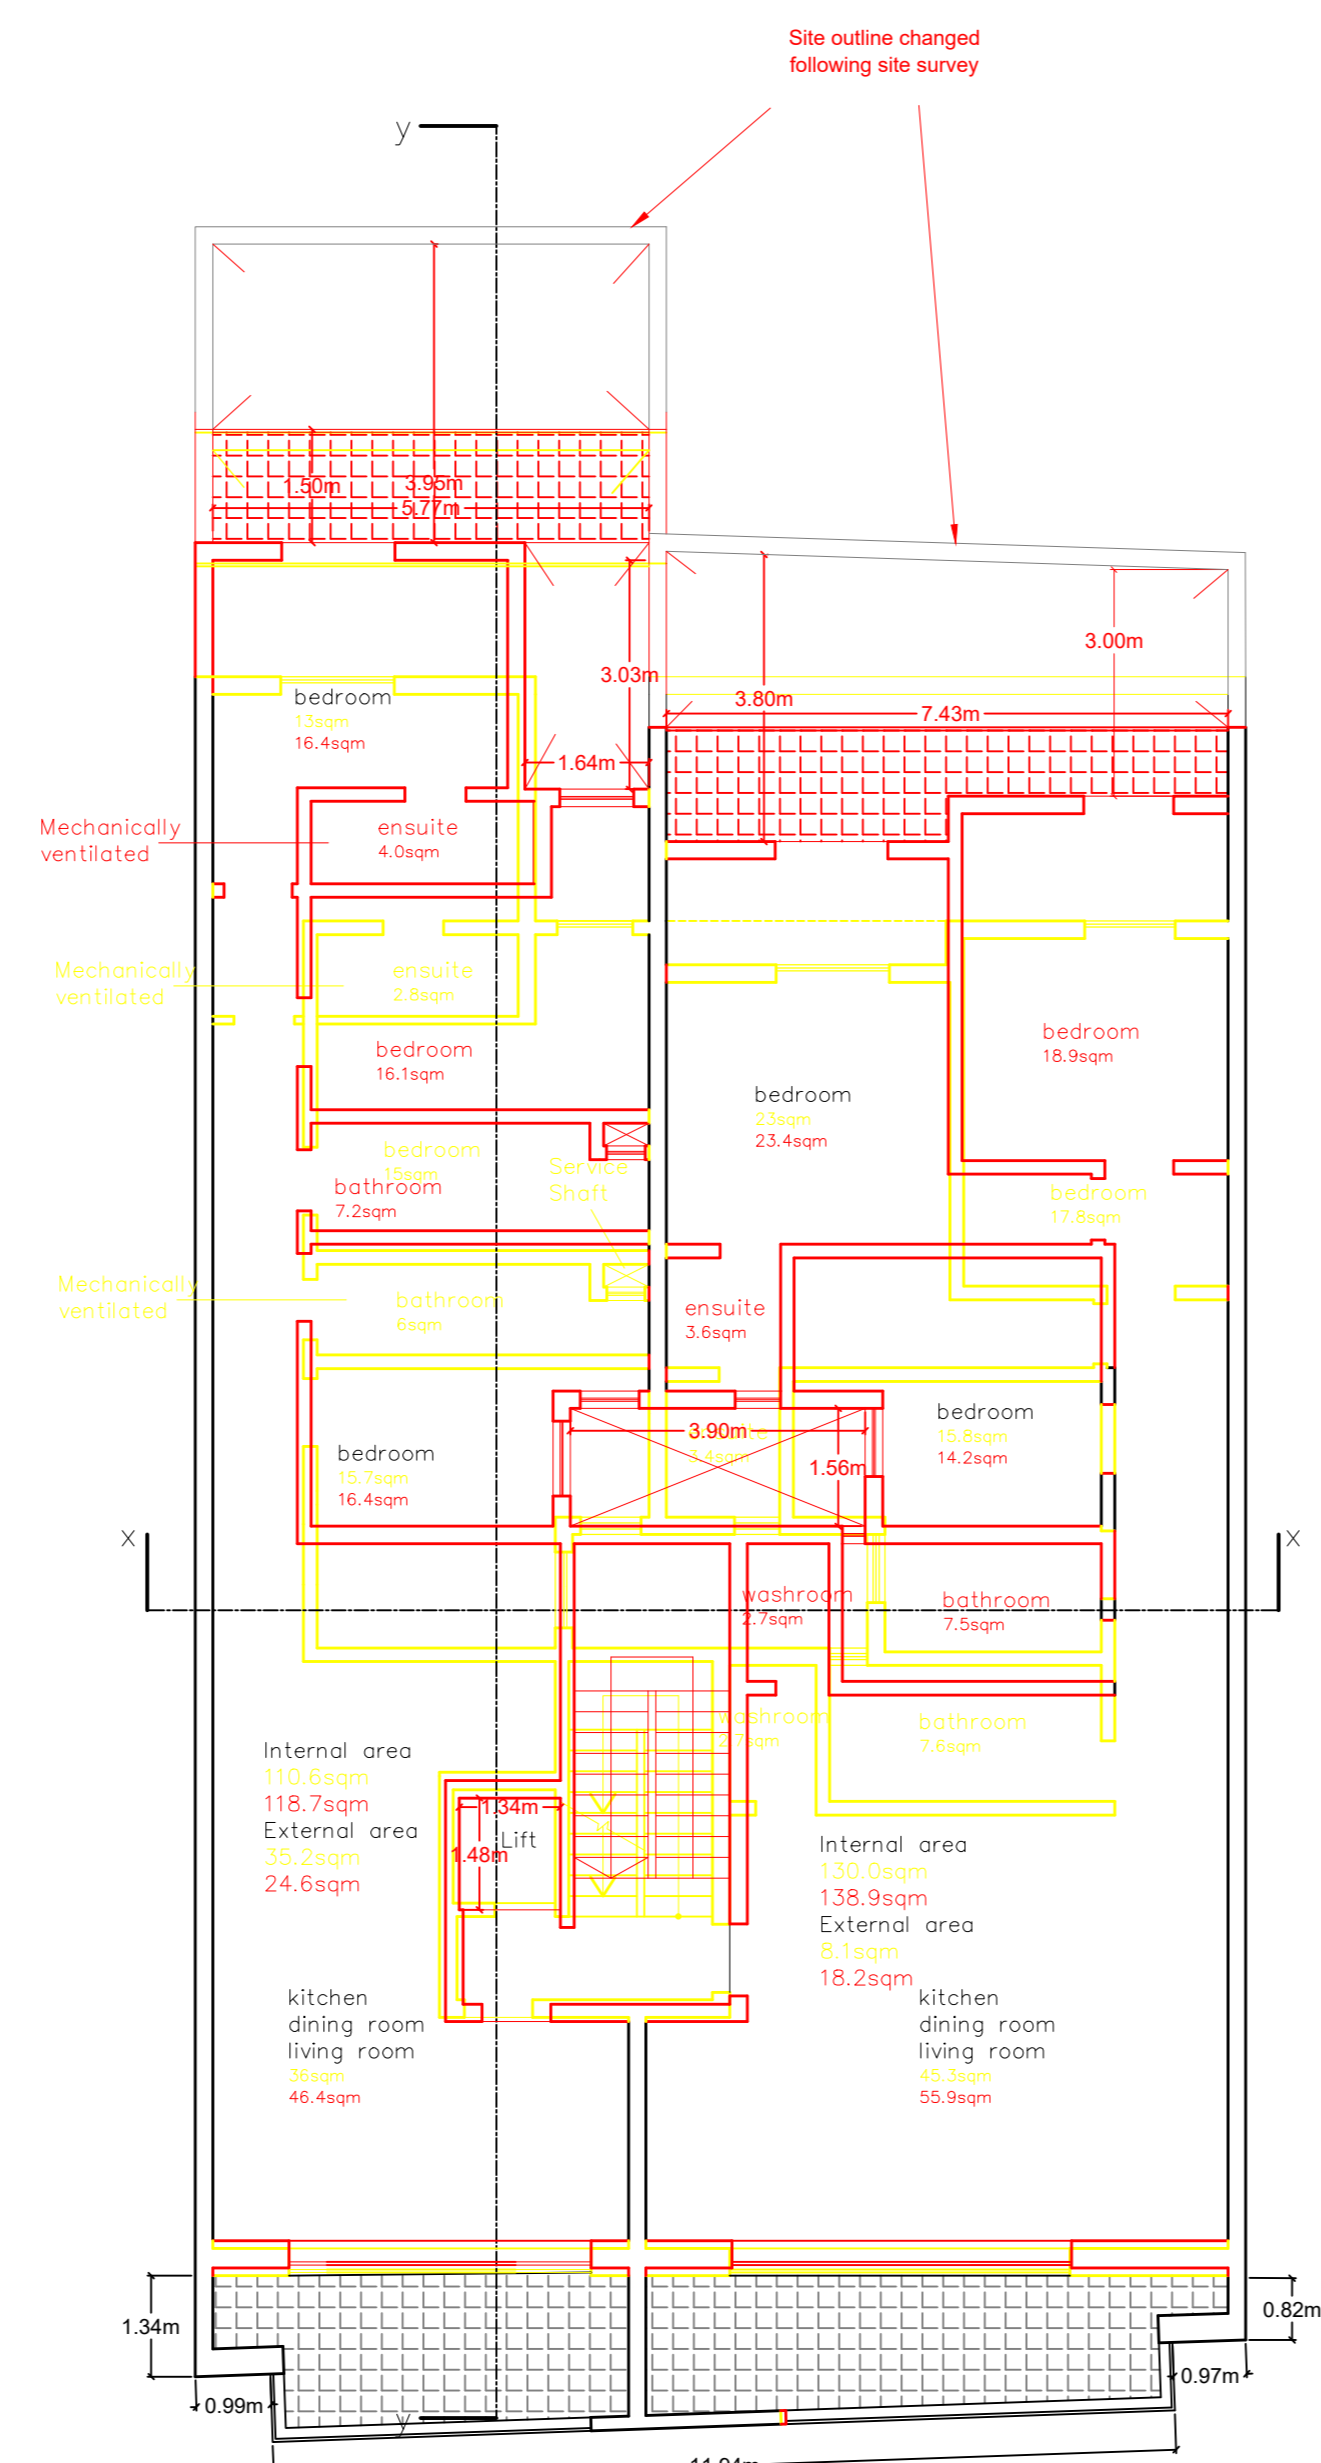 Site outline changed
following site survey
y
1.50m
3.95m
5.77m
3.00m
3.03m
3.80m
7.43m
bedroom
13sqm
16.4sqm
1.64m
Mechanically
ventilated
ensuite
4.0sqm
Mechanically
ventilated
ensuite
2.8sqm
bedroom
16.1sqm
bedroom
18.9sqm
bedroom
23sqm
23.4sqm
bedroom
15sqm
Service
Shaft
bathroom
7.2sqm
bedroom
17.8sqm
Mechanically
ventilated
bathroom
6sqm
ensuite
3.6sqm
bedroom
15.8sqm
14.2sqm
3.90m
3.4sqm
1.56m
bedroom
15.7sqm
16.4sqm
x
x
washroom
2.7sqm
bathroom
7.5sqm
washroom
2.7sqm
bathroom
7.6sqm
Internal area
110.6sqm
118.7sqm
External area
35.2sqm
24.6sqm
1.34m
Lift
1.48m
Internal area
130.0sqm
138.9sqm
External area
8.1sqm
18.2sqm
kitchen
dining room
living room
36sqm
46.4sqm
kitchen
dining room
living room
45.3sqm
55.9sqm
1.34m
0.82m
0.99m
0.97m
y